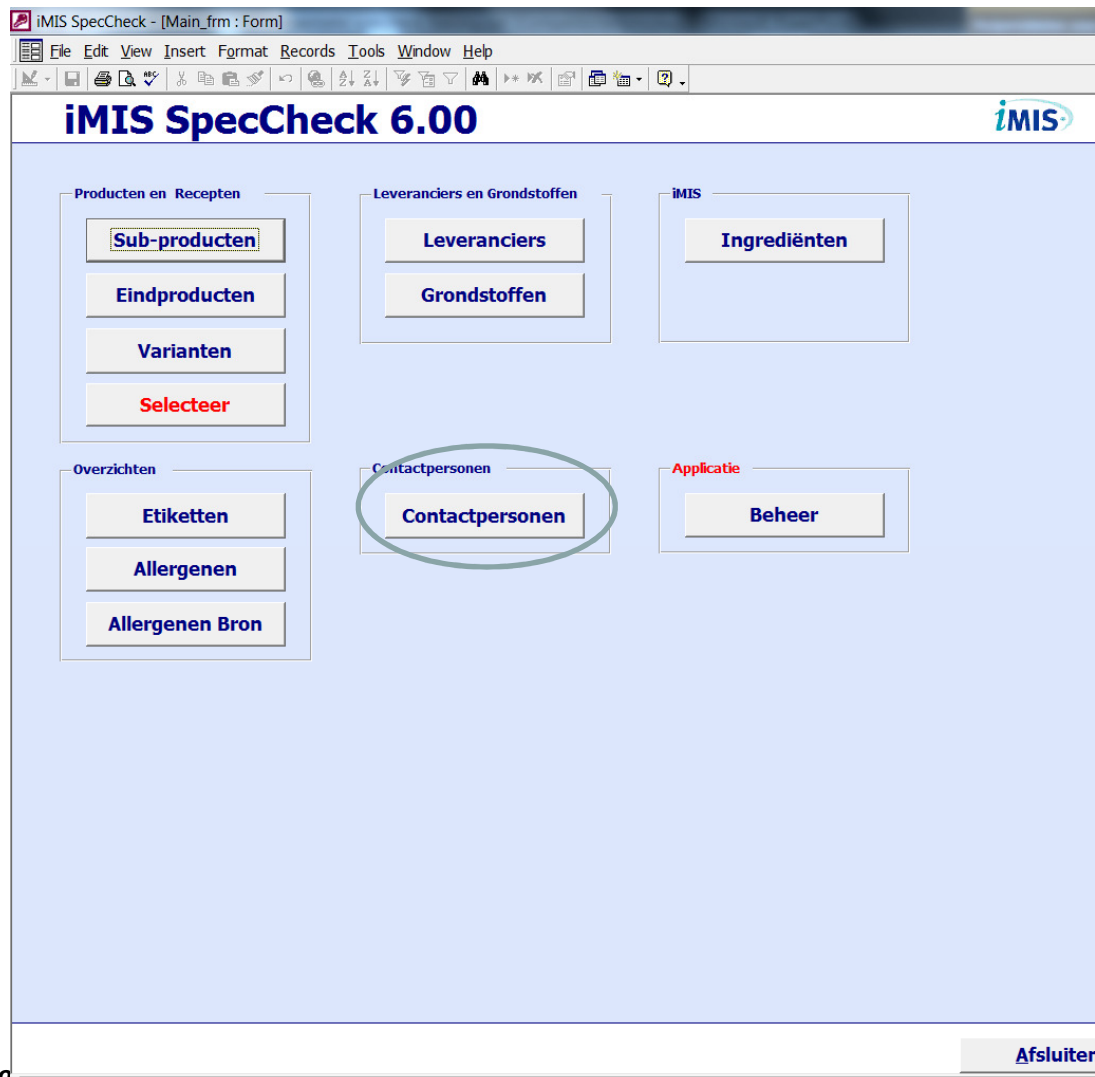 iMIS SpecCheck - [Main_frm : Form]
File Edit View Insert Format Records Tools Window Help
iMIS SpecCheck 6.00
iMIS
Producten en Recepten
Sub-producten
Eindproducten
Varianten
Selecteer
Leveranciers en Grondstoffen
Leveranciers
Grondstoffen
iMIS
Ingrediënten
Overzichten
Etiketten
Allergenen
Allergenen Bron
Contactpersonen
Contactpersonen
Applicatie
Beheer
Afsluiter